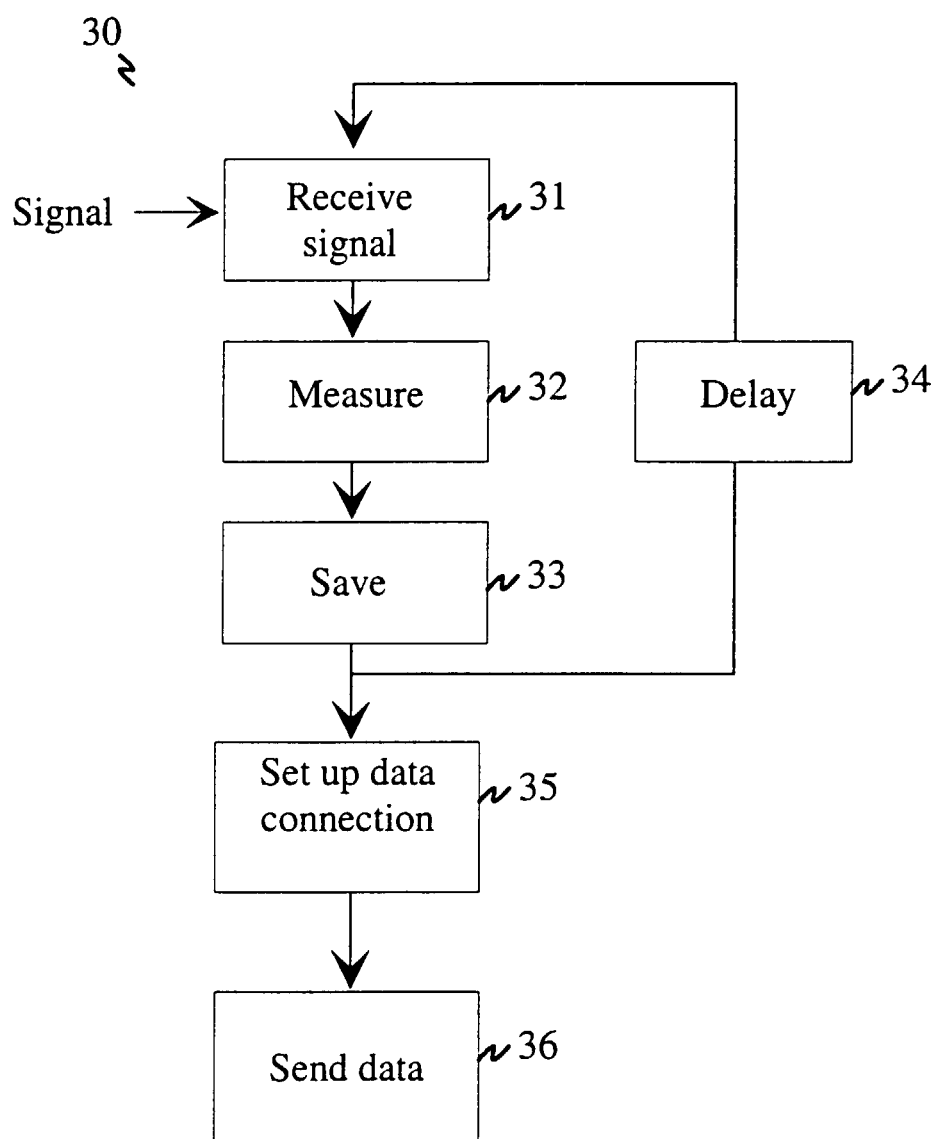 30
Signal
Receive
signal
31
Measure
32
Delay
34
Save
33
Set up data
connection
35
Send data
36